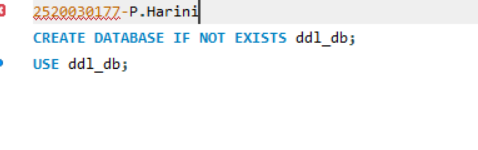 2520030177-P.Harini
CREATE DATABASE IF NOT EXISTS ddl_db;
USE ddl_db;